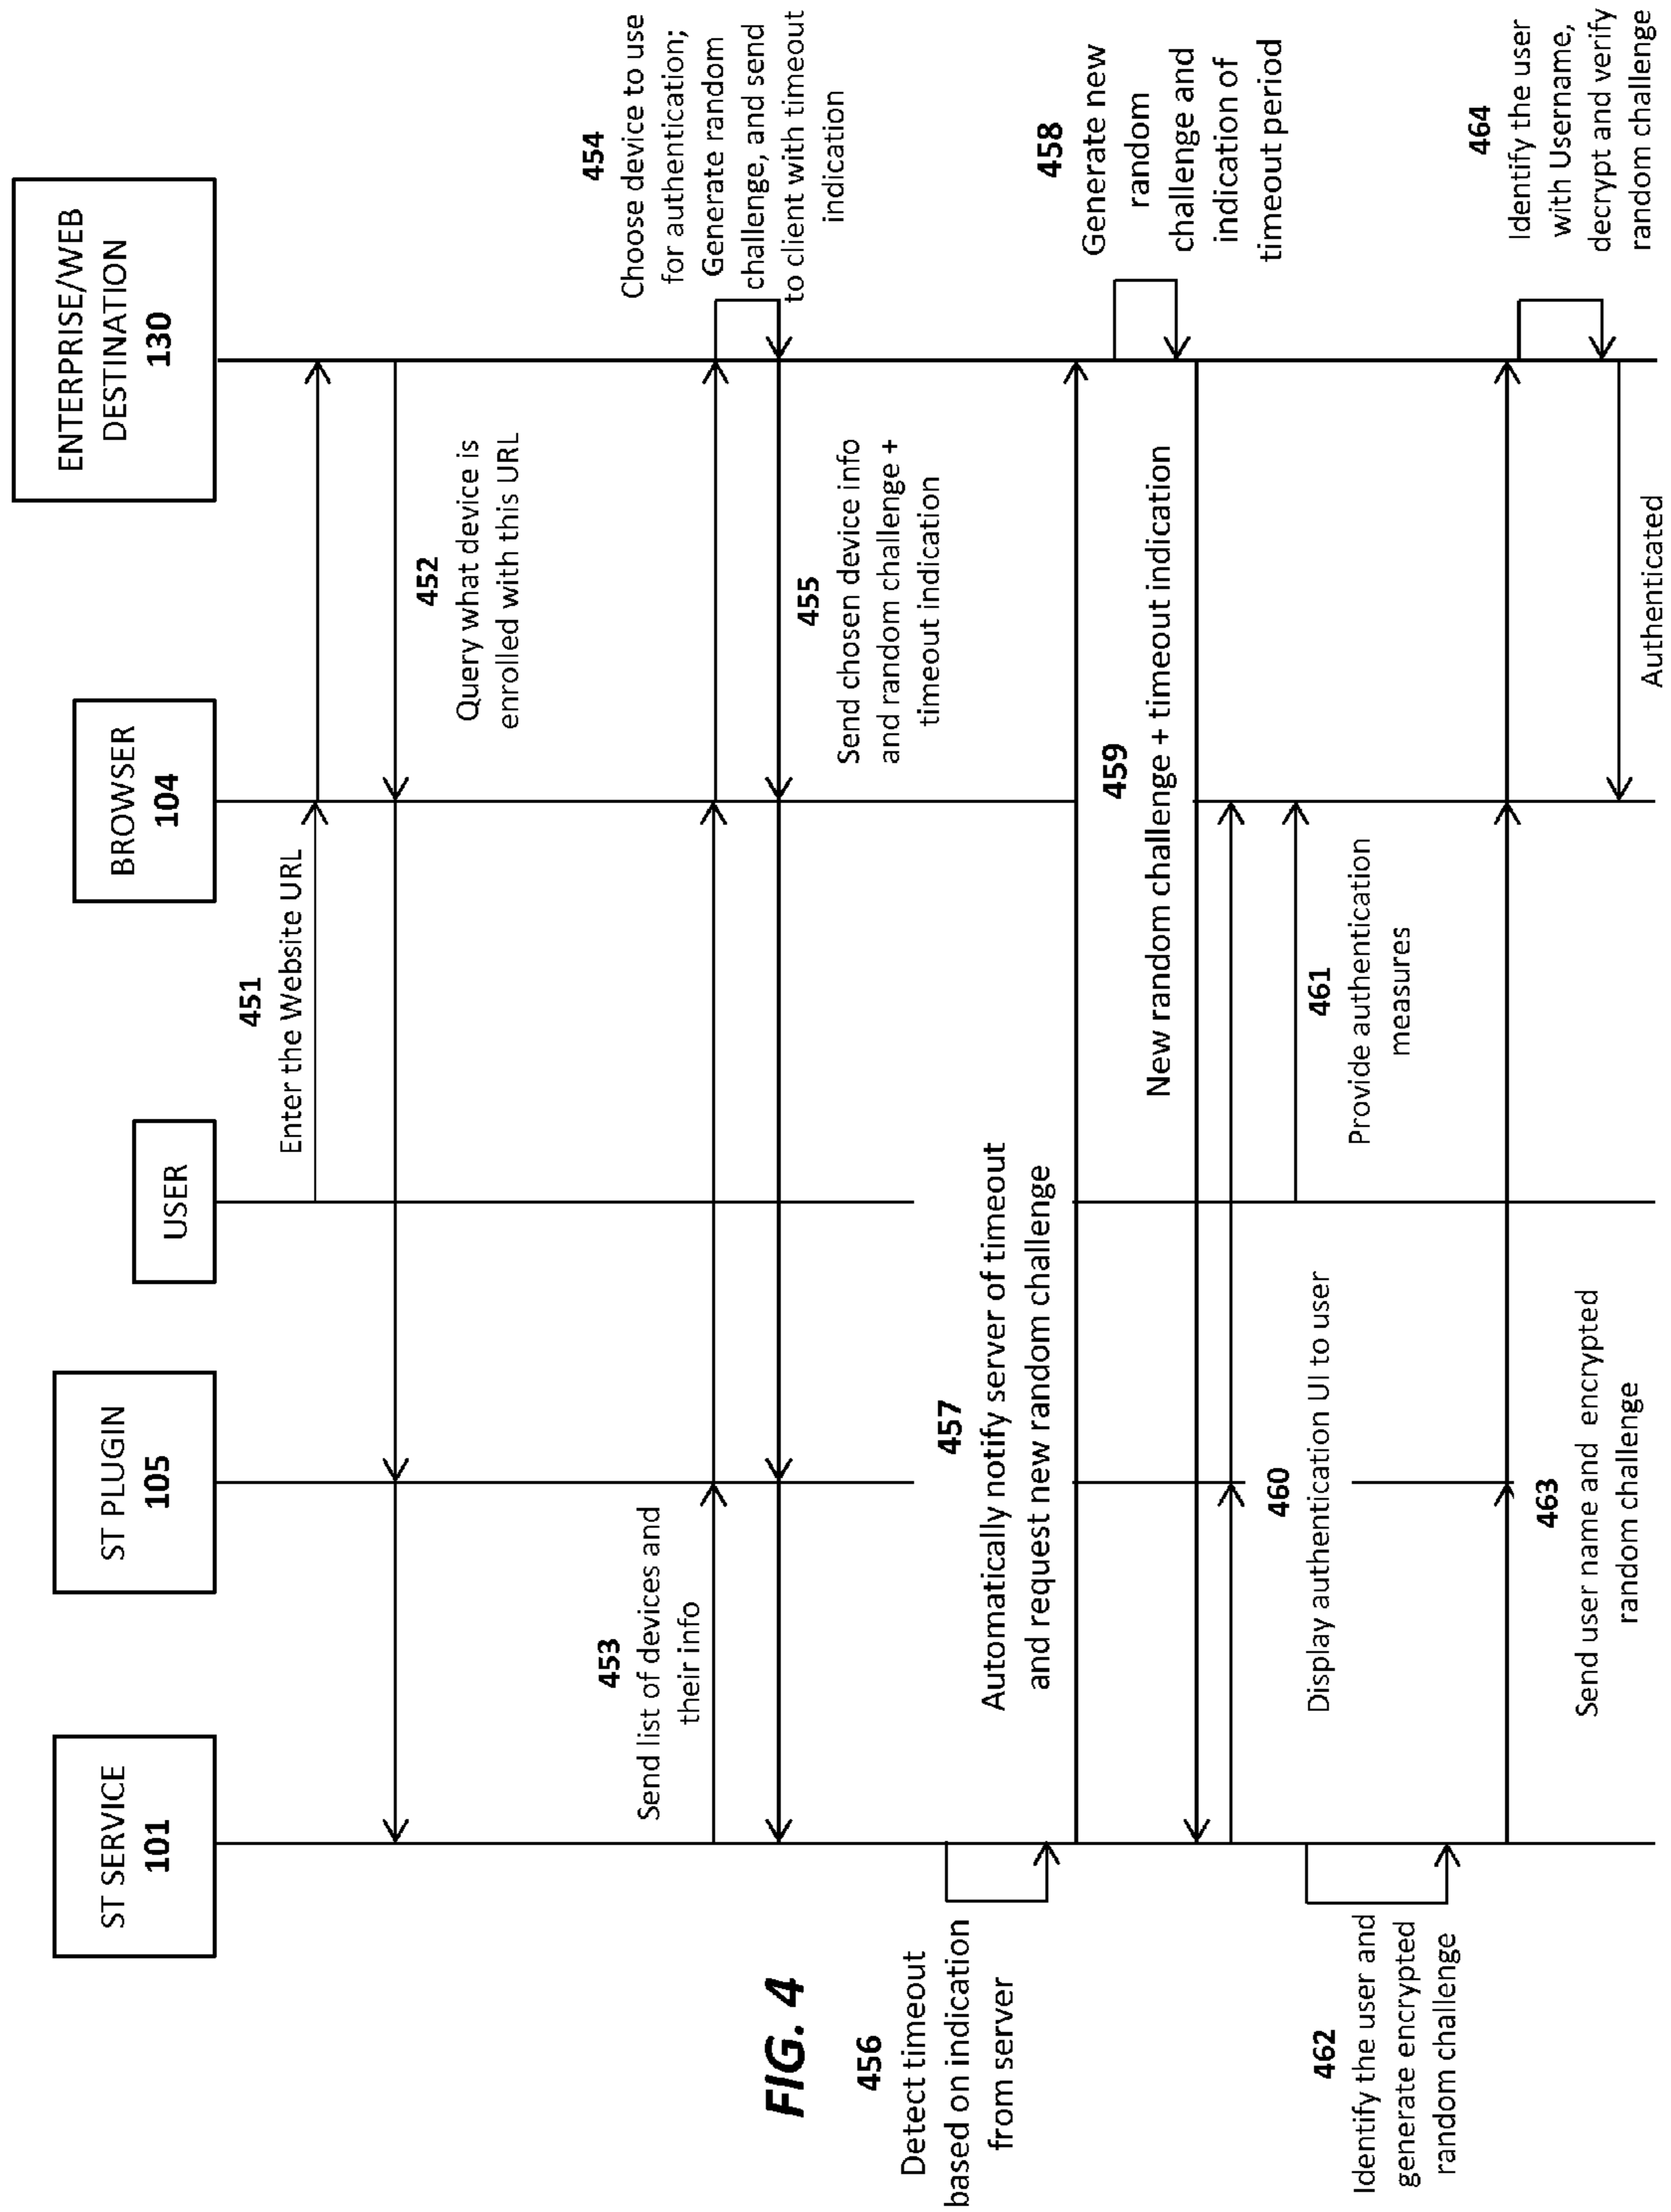 ST SERVICE
101
ST PLUGIN
105
USER
BROWSER
104
ENTERPRISE/WEB
DESTINATION
130
451
Enter the Website URL
452
Query what device is
enrolled with this URL
453
Send list of devices and
their info
454
Choose device to use
for authentication;
Generate random
challenge, and send
to client with timeout
indication
455
Send chosen device info
and random challenge +
timeout indication
FIG. 4
456
Detect timeout
based on indication
from server
457
Automatically notify server of timeout
and request new random challenge
458
Generate new
random
challenge and
indication of
timeout period
459
New random challenge + timeout indication
460
Display authentication UI to user
461
Provide authentication
measures
462
Identify the user and
generate encrypted
random challenge
463
Send user name and encrypted
random challenge
464
Identify the user
with Username,
decrypt and verify
random challenge
Authenticated